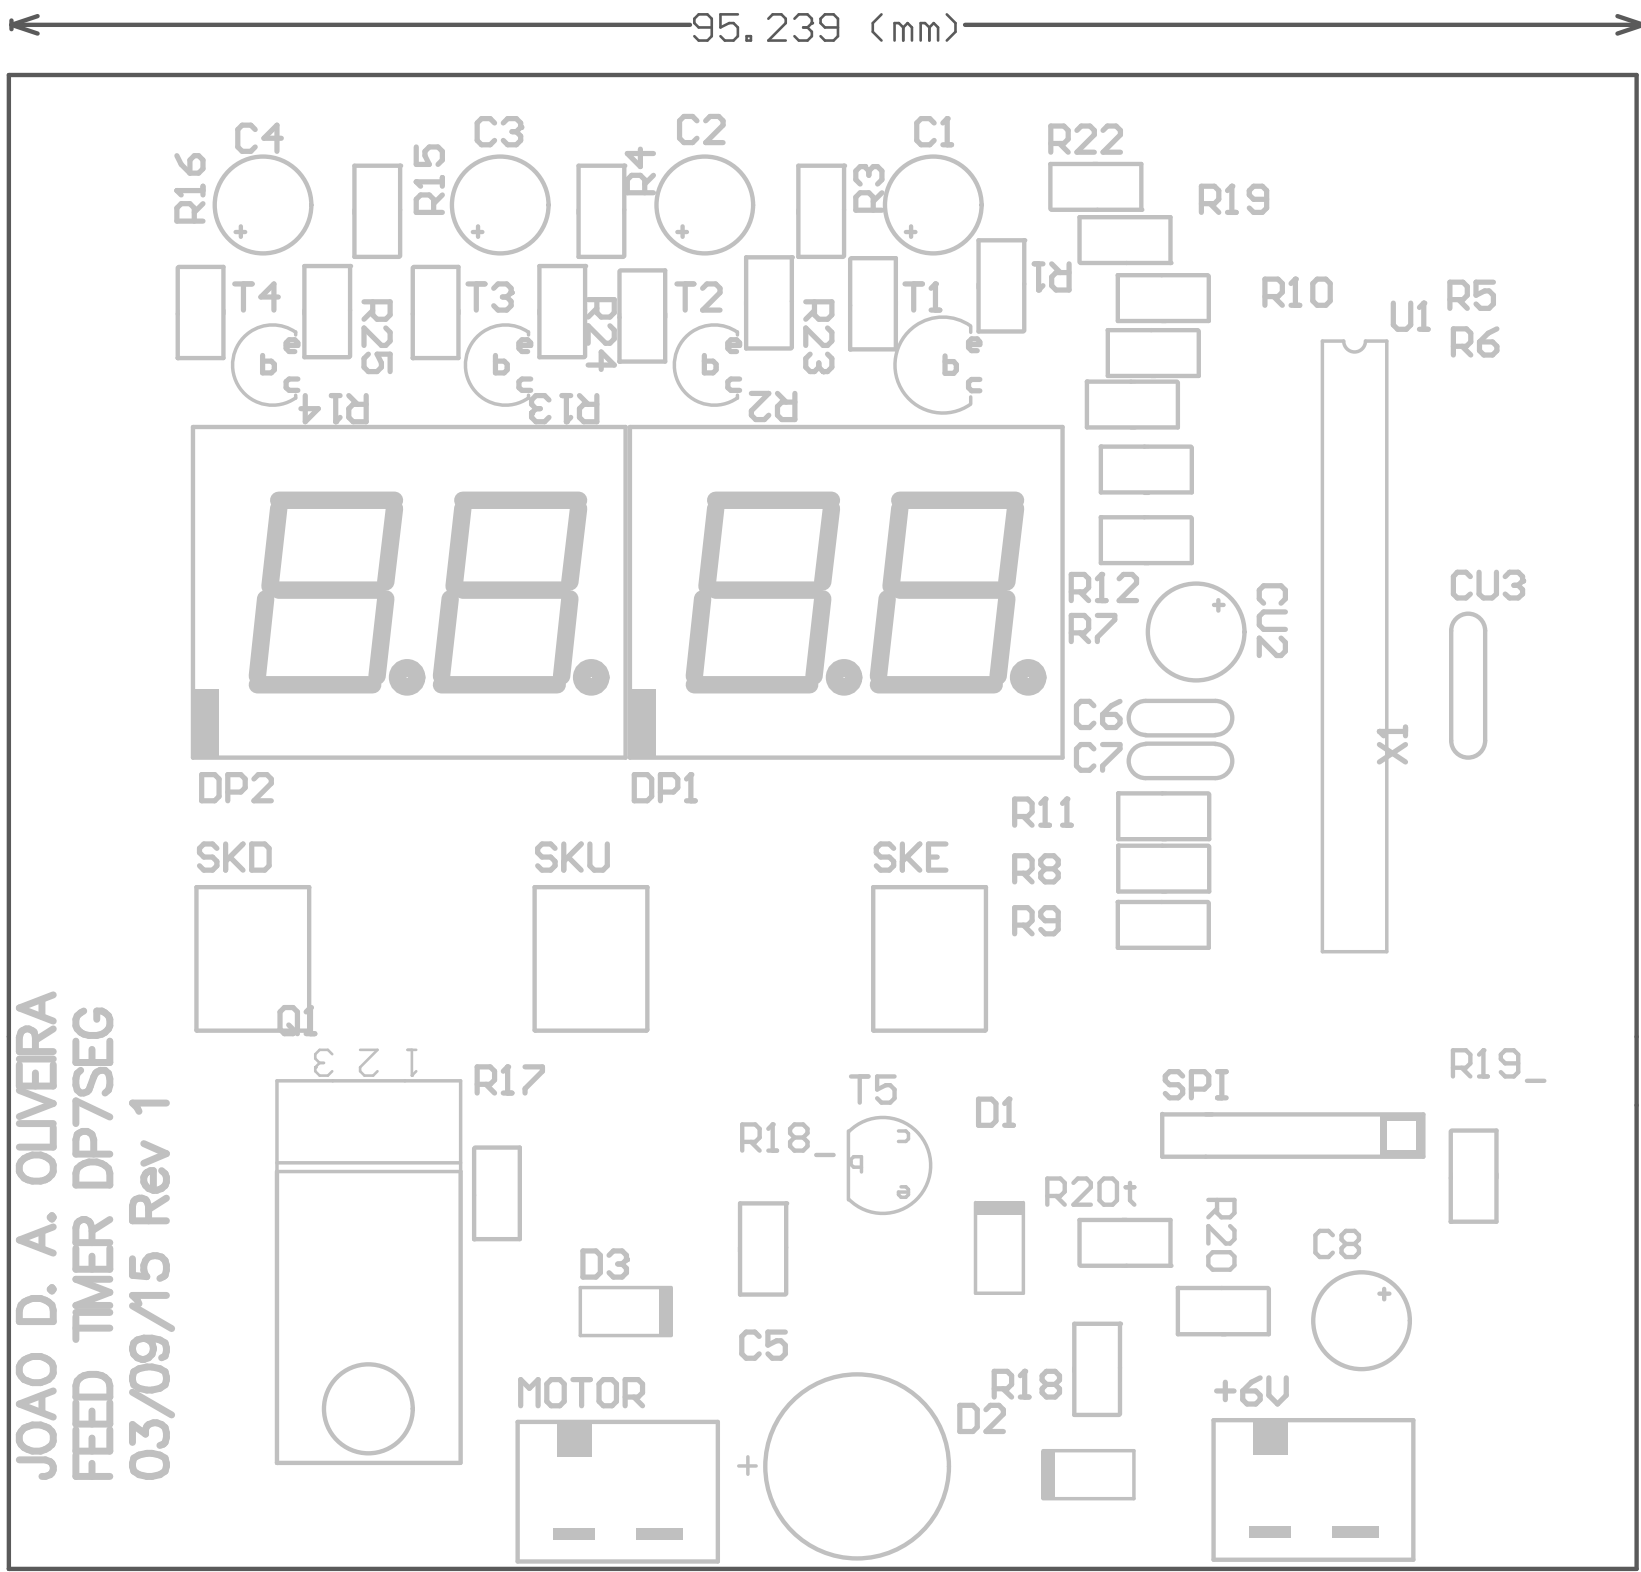 95.239 (mm)
C4
C3
C2
C1
R22
R16
R15
R4
R3
R19
R1
T4
T3
T2
T1
R10
R5
U1
R6
R25
R24
R23
e
b
c
e
b
c
e
b
c
e
b
c
R14
R13
R2
R12
R7
CU2
CU3
C6
C7
X1
DP2
DP1
R11
R8
R9
SKD
SKU
SKE
Q1
1 2 3
R17
T5
D1
SPI
R19_
R18_
c
b
e
R20t
R20
C8
D3
C5
R18
D2
MOTOR
+6V
JOAO D. A. OLIVEIRA
FEED TIMER DP7SEG
03/09/15 Rev 1